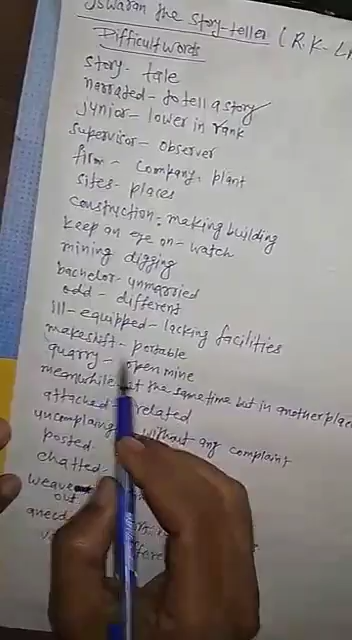 Iswaran the Story teller ( R.K-
Difficult words
story- tale
narrated- to tell a story
junior- lower in rank
supervisor- observer
firm- company, plant
sites- places
construction- making building
keep an eye on- watch
mining digging
bachelor- unmarried
odd- different
ill-equipped- lacking facilities
makeshift- portable
quarry- open mine
meanwhile- at the same time but in another place
attached- related
uncomplaing without any complaint
posted.
chatted-
weave
out